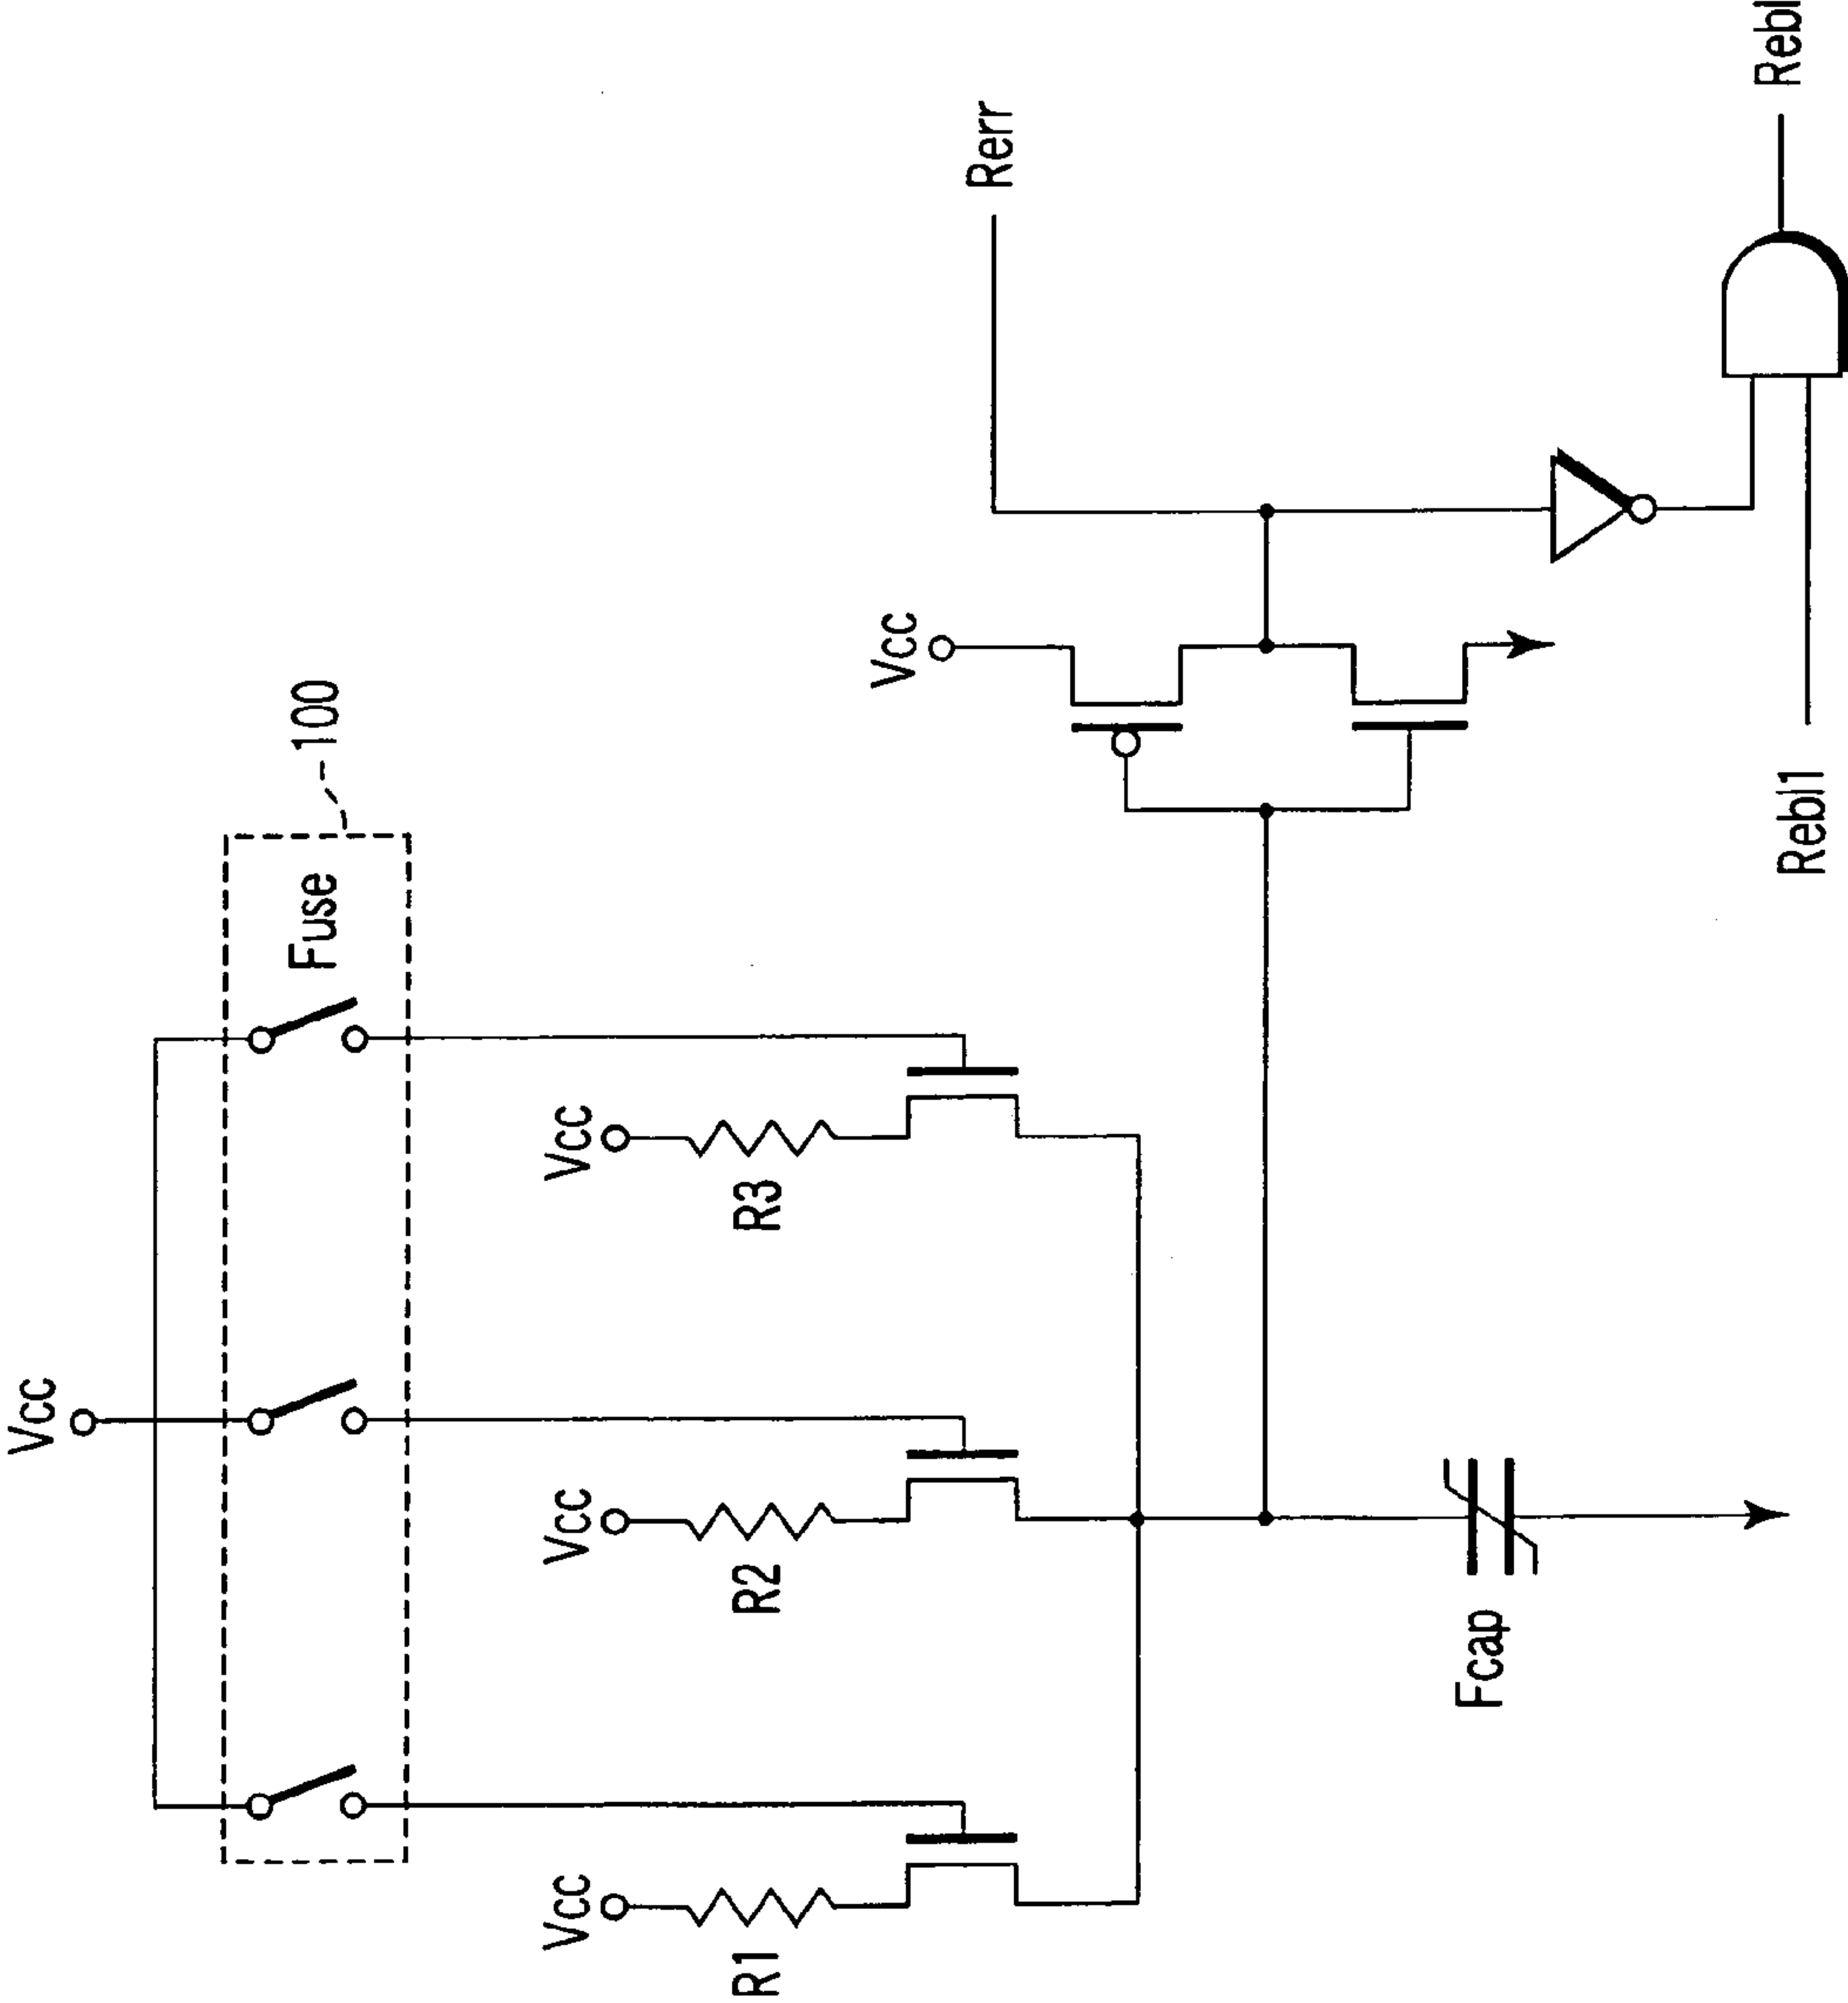 Vcc
Fuse
100
Vcc
Vcc
Vcc
R1
R2
R3
Vcc
Rerr
Fcap
Rebl1
Rebl